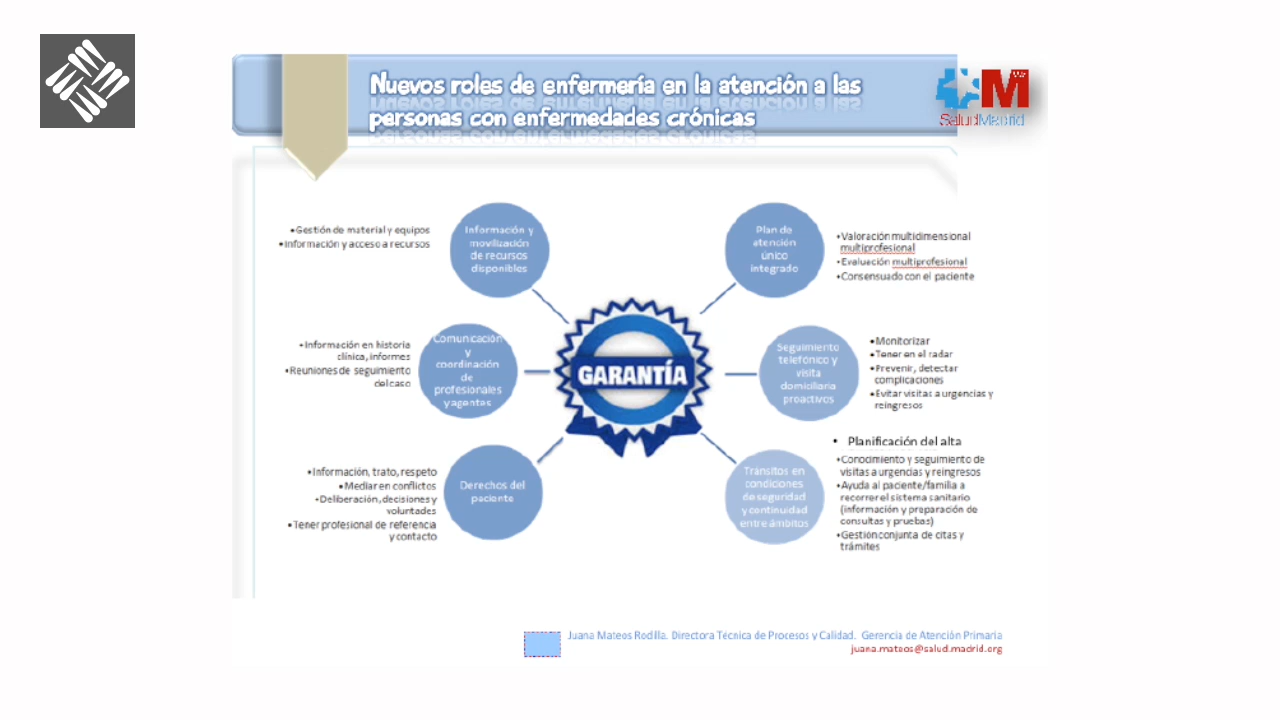 Nuevos roles de enfermería en la atención a las
personas con enfermedades crónicas
SaludMadrid
•Gestión de material y equipos
•Información y acceso a recursos
Información y
movilización
de recursos
disponibles
Plan de
atención
único
integrado
•Valoración multidimensional
multiprofesional
•Evaluación multiprofesional
•Consensuado con el paciente
•Información en historia
clínica, informes
•Reuniones de seguimiento
del caso
Comunicación
y
coordinación
de
profesionales
y agentes
GARANTÍA
Seguimiento
telefónico y
visita
domiciliaria
proactivos
•Monitorizar
•Tener en el radar
•Prevenir, detectar
complicaciones
•Evitar visitas a urgencias y
reingresos
•Información, trato, respeto
•Mediar en conflictos
•Deliberación, decisiones y
voluntades
•Tener profesional de referencia
y contacto
Derechos del
paciente
Tránsitos en
condiciones
de seguridad
y continuidad
entre ámbitos
• Planificación del alta
•Conocimiento y seguimiento de
visitas a urgencias y reingresos
•Ayuda al paciente/familia a
recorrer el sistema sanitario
(información y preparación de
consultas y pruebas)
•Gestión conjunta de citas y
trámites
Juana Mateos Rodilla. Directora Técnica de Procesos y Calidad. Gerencia de Atención Primaria
juana.mateos@salud.madrid.org